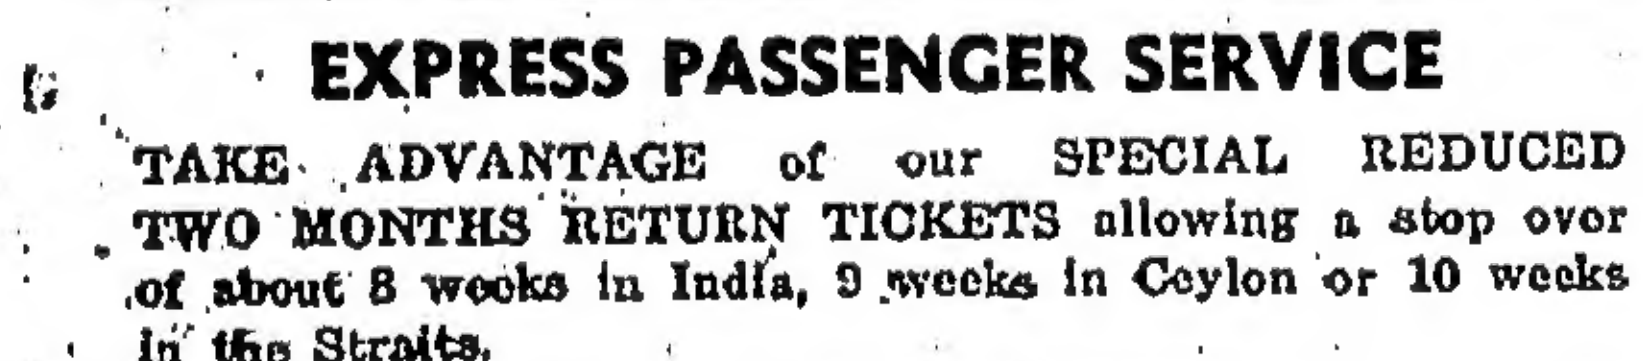 EXPRESS PASSENGER SERVICE
TAKE ADVANTAGE of our SPECIAL REDUCED
TWO MONTHS RETURN TICKETS allowing a stop over
of about 8 weeks in India, 9 weeks in Ceylon or 10 weeks
in the Straits.